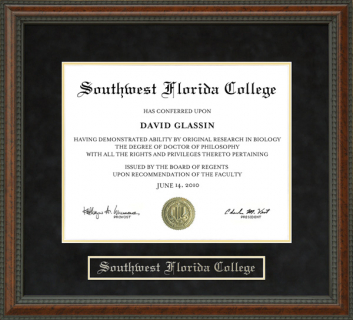 Southwest Florida College
HAS CONFERRED UPON
DAVID GLASSIN
HAVING DEMONSTRATED ABILITY BY ORIGINAL RESEARCH IN BIOLOGY
THE DEGREE OF DOCTOR OF PHILOSOPHY
WITH ALL THE RIGHTS AND PRIVILEGES THERETO PERTAINING
ISSUED BY THE BOARD OF REGENTS
UPON RECOMMENDATION OF THE FACULTY
JUNE 14, 2010
PROVOST
PRESIDENT
Southwest Florida College